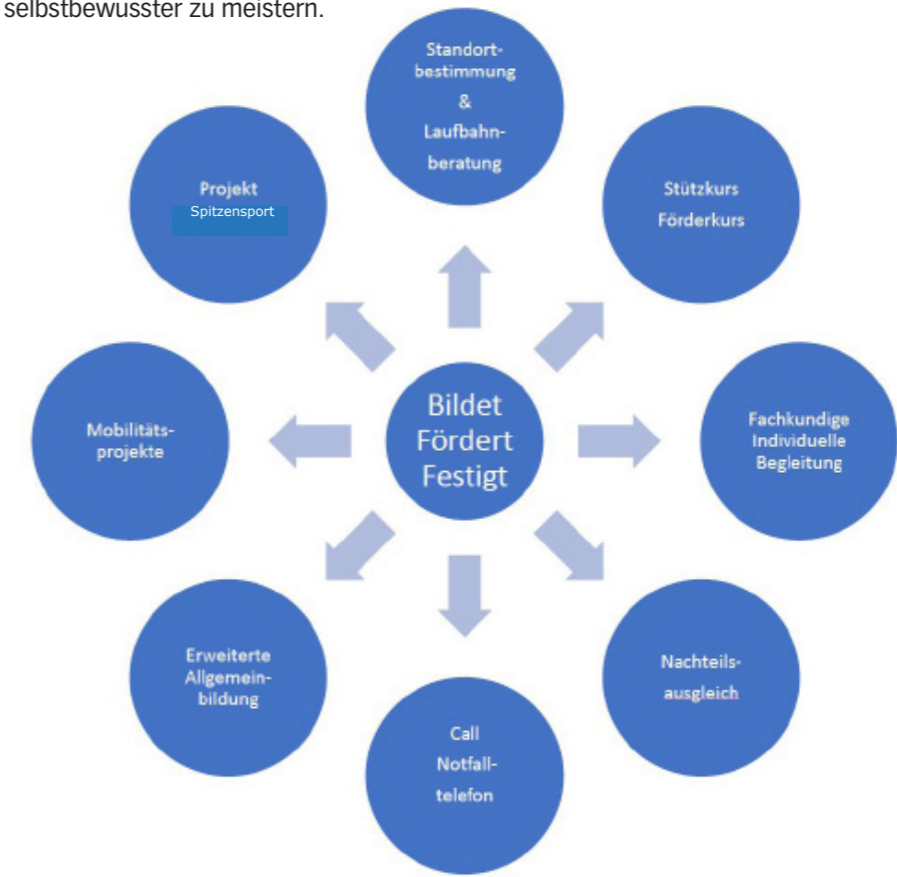 selbstbewusster zu meistern.
Standort-
bestimmung
&
Laufbahn-
beratung
Stützkurs
Förderkurs
Fachkundige
Individuelle
Begleitung
Nachteils-
ausgleich
Call
Notfall-
telefon
Erweiterte
Allgemein-
bildung
Mobilitäts-
projekte
Projekt
Spitzensport
Bildet
Fördert
Festigt